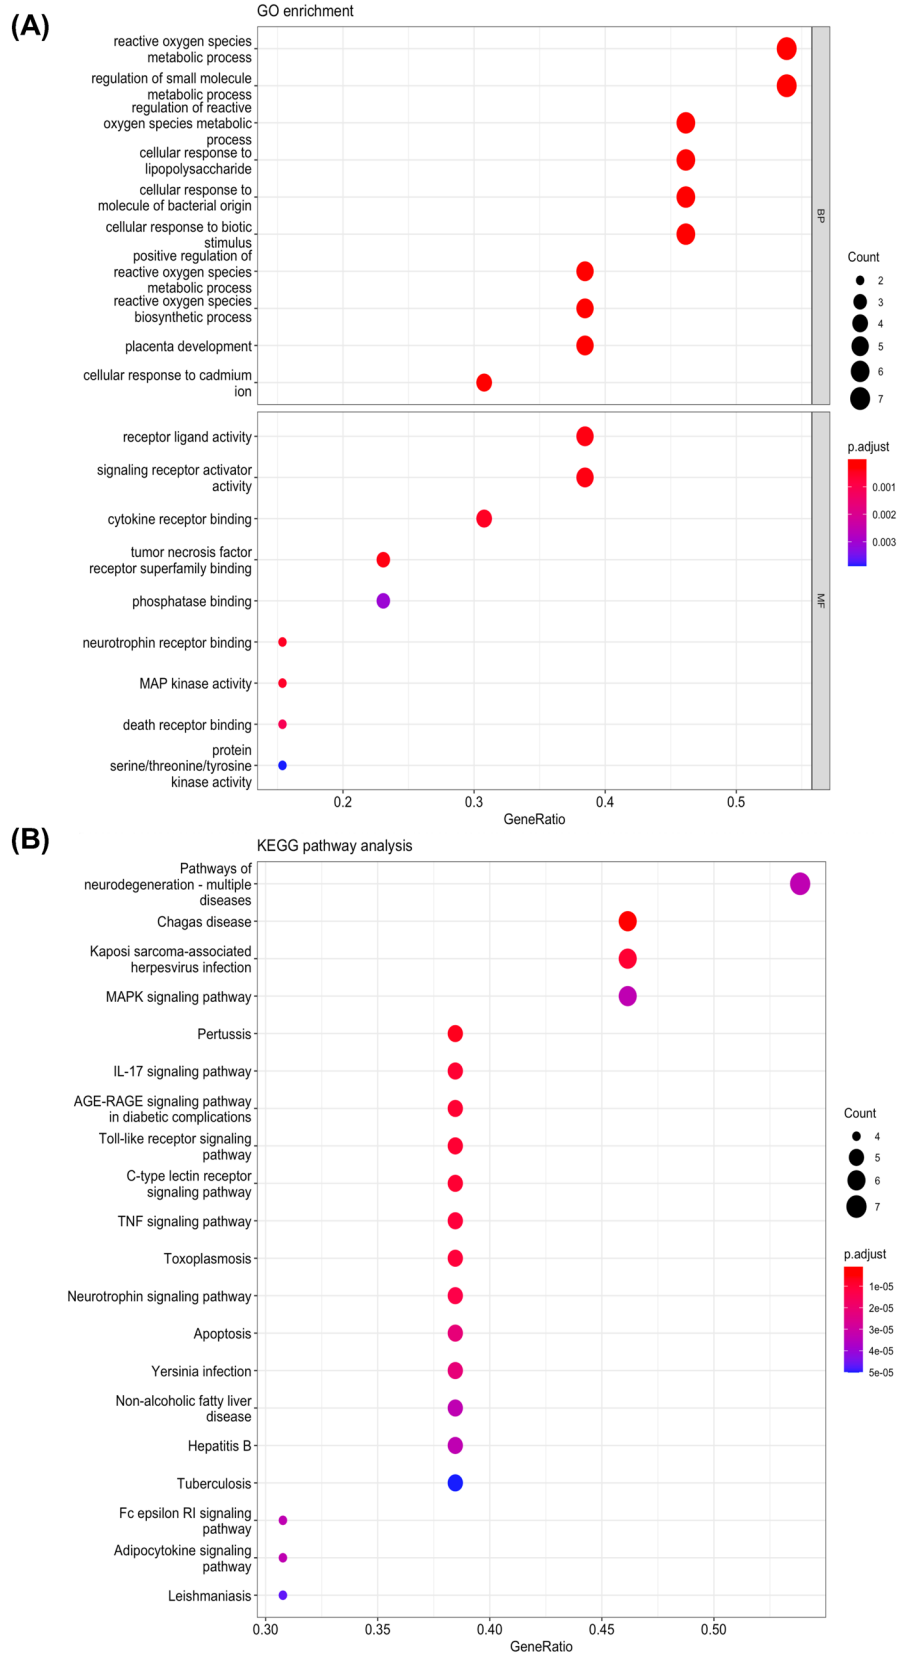 (A)
GO enrichment
reactive oxygen species
metabolic process
regulation of small molecule
metabolic process
regulation of reactive
oxygen species metabolic
process
cellular response to
lipopolysaccharide
cellular response to
molecule of bacterial origin
cellular response to biotic
stimulus
positive regulation of
reactive oxygen species
metabolic process
reactive oxygen species
biosynthetic process
placenta development
cellular response to cadmium
ion
BP
receptor ligand activity
signaling receptor activator
activity
cytokine receptor binding
tumor necrosis factor
receptor superfamily binding
phosphatase binding
neurotrophin receptor binding
MAP kinase activity
death receptor binding
protein
serine/threonine/tyrosine
kinase activity
MF
0.2 0.3 0.4 0.5
GeneRatio
Count
2
3
4
5
6
7
p.adjust
0.001
0.002
0.003
(B)
KEGG pathway analysis
Pathways of
neurodegeneration - multiple
diseases
Chagas disease
Kaposi sarcoma-associated
herpesvirus infection
MAPK signaling pathway
Pertussis
IL-17 signaling pathway
AGE-RAGE signaling pathway
in diabetic complications
Toll-like receptor signaling
pathway
C-type lectin receptor
signaling pathway
TNF signaling pathway
Toxoplasmosis
Neurotrophin signaling pathway
Apoptosis
Yersinia infection
Non-alcoholic fatty liver
disease
Hepatitis B
Tuberculosis
Fc epsilon RI signaling
pathway
Adipocytokine signaling
pathway
Leishmaniasis
0.30 0.35 0.40 0.45 0.50
GeneRatio
Count
4
5
6
7
p.adjust
1e-05
2e-05
3e-05
4e-05
5e-05